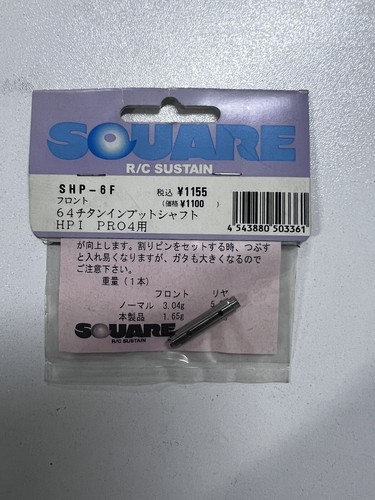 SQUARE
R/C SUSTAIN
SHP-6F
税込 ¥1155
フロント
(価格 ¥1100 )
64チタンインプットシャフト
HPI PRO4用
4 543880 503361
が向上します。割りピンをセットする時、つぶす
と入れ易くなりますが、ガタも大きくなるので
ご注意下さい。
重量(1本)
フロント リヤ
ノーマル 3.04g 5.
本製品 1.65g
SQUARE
R/C SUSTAIN